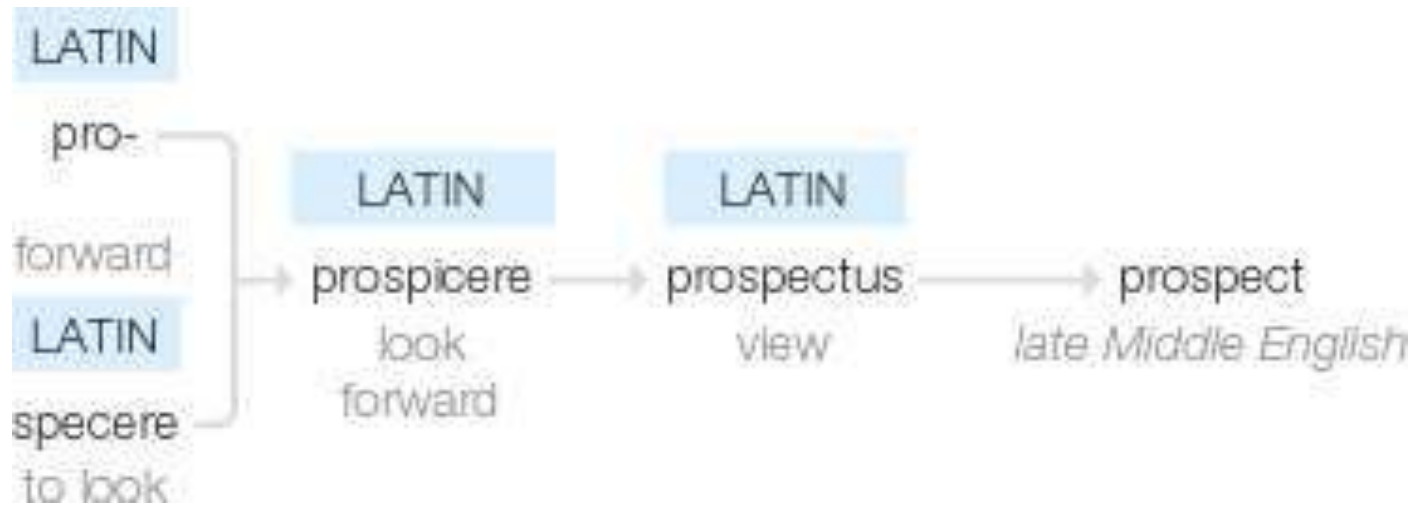 LATIN
pro-
forward
LATIN
specere
to look
LATIN
prospicere
look
forward
LATIN
prospectus
view
prospect
late Middle English